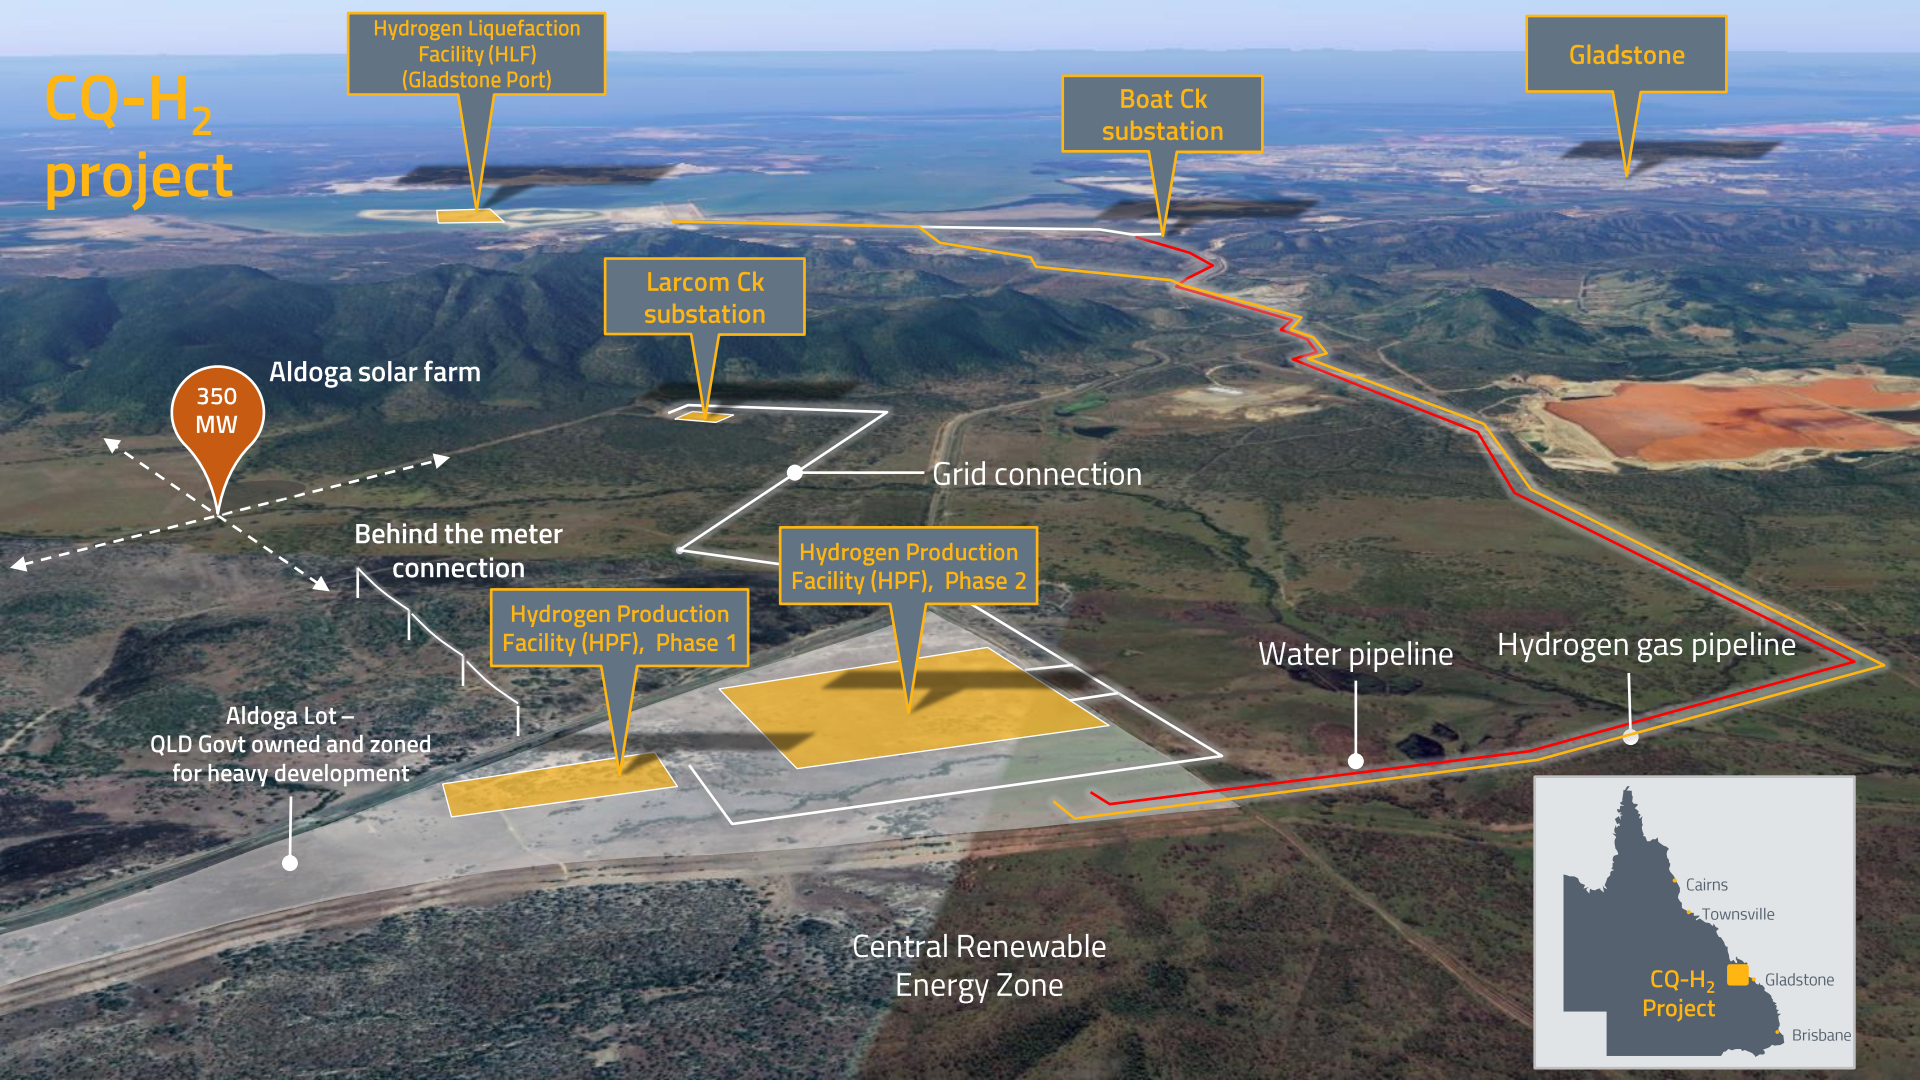 CQ-H₂
project
Hydrogen Liquefaction
Facility (HLF)
(Gladstone Port)
Boat Ck
substation
Gladstone
Larcom Ck
substation
350
MW
Aldoga solar farm
Grid connection
Behind the meter
connection
Hydrogen Production
Facility (HPF),  Phase 2
Hydrogen Production
Facility (HPF),  Phase 1
Water pipeline
Hydrogen gas pipeline
Aldoga Lot –
QLD Govt owned and zoned
for heavy development
Central Renewable
Energy Zone
Cairns
Townsville
CQ-H₂
Project
Gladstone
Brisbane